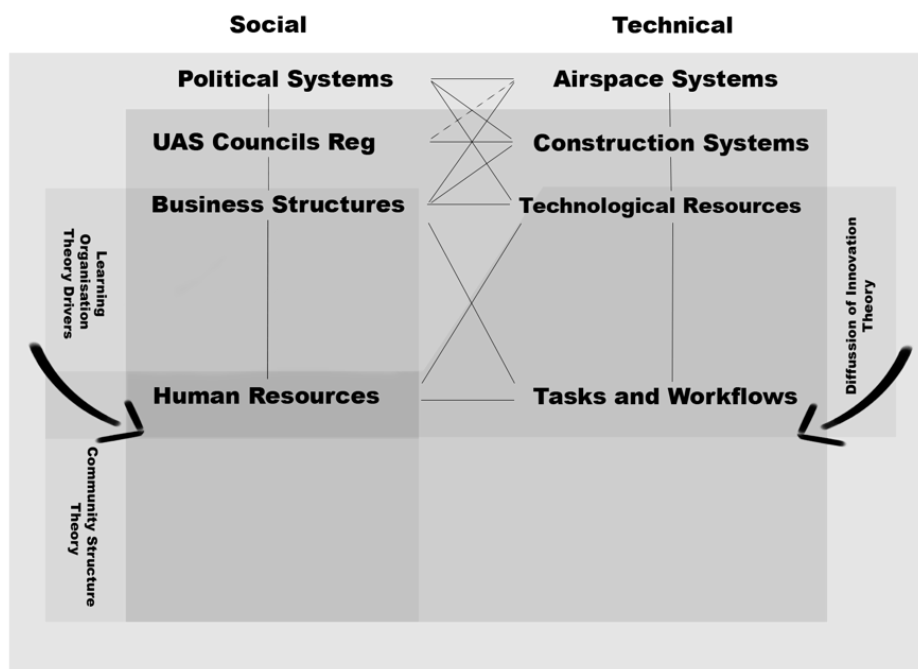 Social
Technical
Political Systems
Airspace Systems
UAS Councils Reg
Construction Systems
Business Structures
Technological Resources
Learning
Organisation
Theory Drivers
Diffussion of Innovation
Theory
Human Resources
Tasks and Workflows
Community Structure
Theory